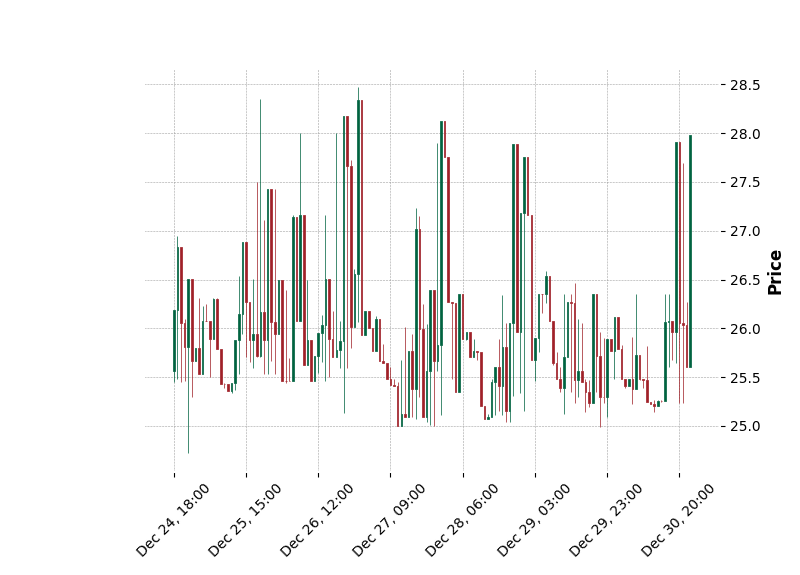 28.5
28.0
27.5
27.0
26.5
26.0
25.5
25.0
Price
Dec 24, 18:00
Dec 25, 15:00
Dec 26, 12:00
Dec 27, 09:00
Dec 28, 06:00
Dec 29, 03:00
Dec 29, 23:00
Dec 30, 20:00